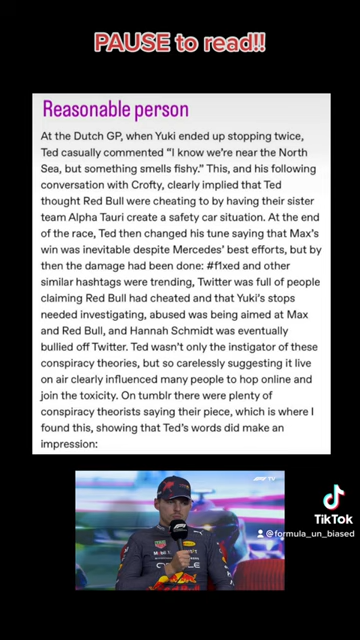 PAUSE to read!!
Reasonable person
At the Dutch GP, when Yuki ended up stopping twice,
Ted casually commented "I know we're near the North
Sea, but something smells fishy." This, and his following
conversation with Crofty, clearly implied that Ted
thought Red Bull were cheating to by having their sister
team Alpha Tauri create a safety car situation. At the end
of the race, Ted then changed his tune saying that Max's
win was inevitable despite Mercedes' best efforts, but by
then the damage had been done: #f1xed and other
similar hashtags were trending, Twitter was full of people
claiming Red Bull had cheated and that Yuki's stops
needed investigating, abused was being aimed at Max
and Red Bull, and Hannah Schmidt was eventually
bullied off Twitter. Ted wasn't only the instigator of these
conspiracy theories, but so carelessly suggesting it live
on air clearly influenced many people to hop online and
join the toxicity. On tumblr there were plenty of
conspiracy theorists saying their piece, which is where I
found this, showing that Ted's words did make an
impression:
F1 TV
TikTok
@formula_un_biased